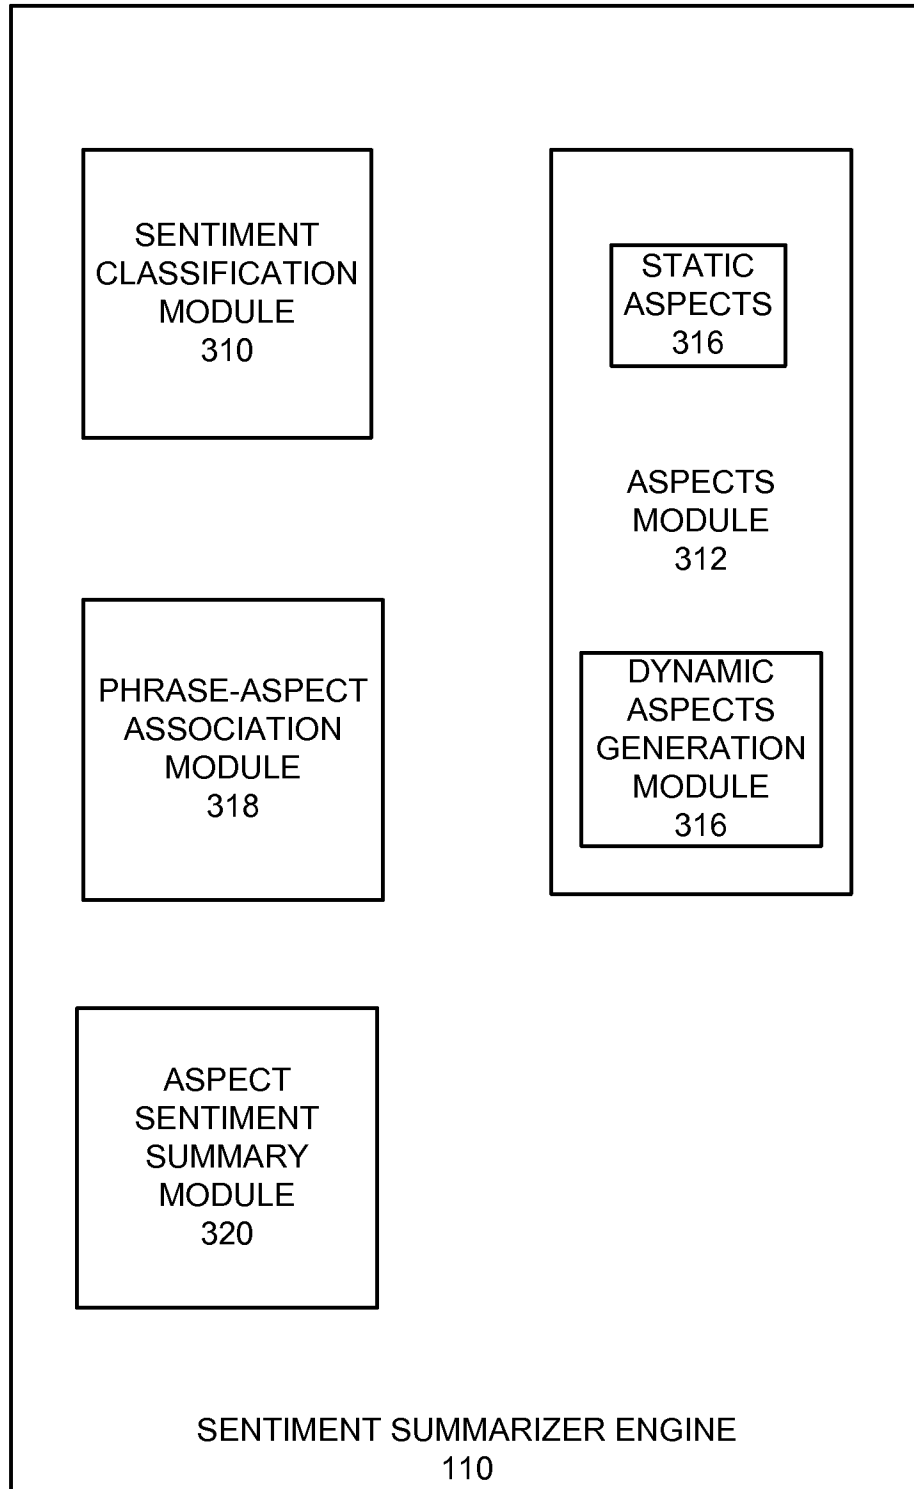 SENTIMENT
CLASSIFICATION
MODULE
310
STATIC
ASPECTS
316
ASPECTS
MODULE
312
DYNAMIC
ASPECTS
GENERATION
MODULE
316
PHRASE-ASPECT
ASSOCIATION
MODULE
318
ASPECT
SENTIMENT
SUMMARY
MODULE
320
SENTIMENT SUMMARIZER ENGINE
110